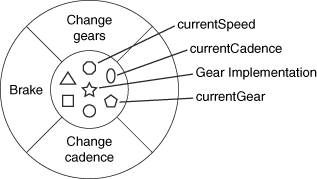 Change
gears
currentSpeed
currentCadence
Gear Implementation
currentGear
Brake
Change
cadence